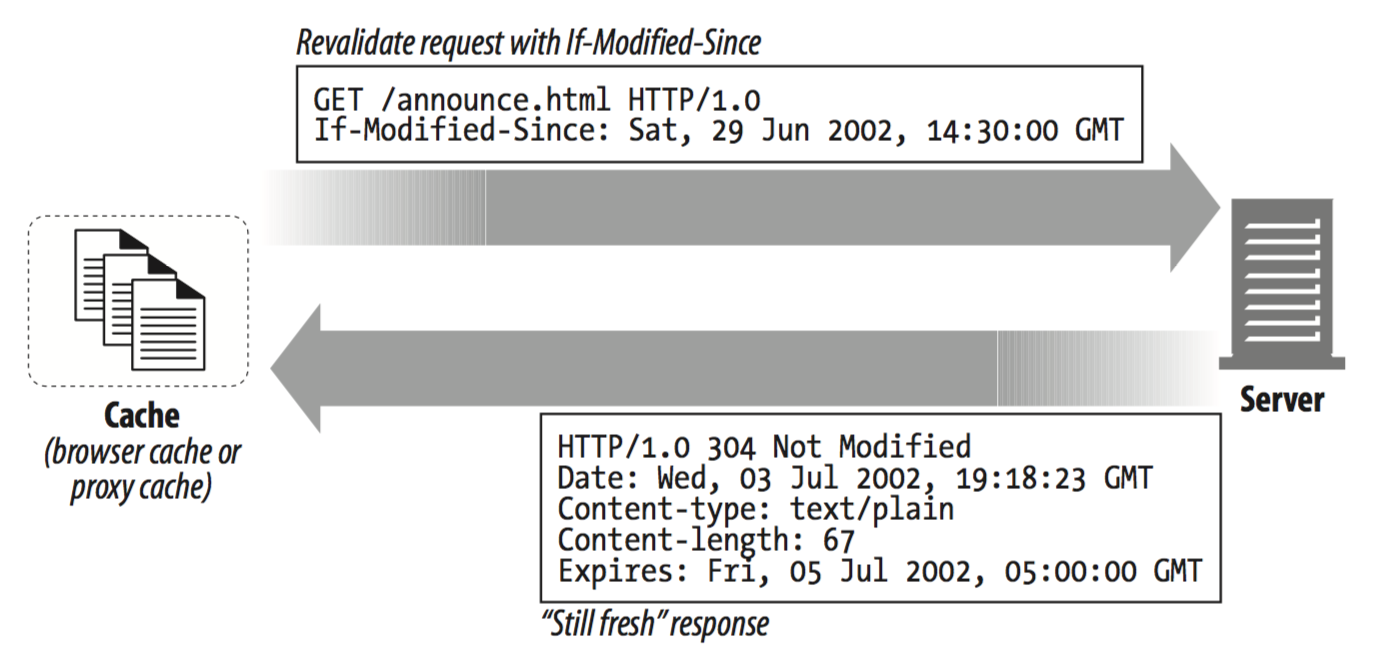 Revalidate request with If-Modified-Since
GET /announce.html HTTP/1.0
If-Modified-Since: Sat, 29 Jun 2002, 14:30:00 GMT
Cache
(browser cache or
proxy cache)
Server
HTTP/1.0 304 Not Modified
Date: Wed, 03 Jul 2002, 19:18:23 GMT
Content-type: text/plain
Content-length: 67
Expires: Fri, 05 Jul 2002, 05:00:00 GMT
“Still fresh” response